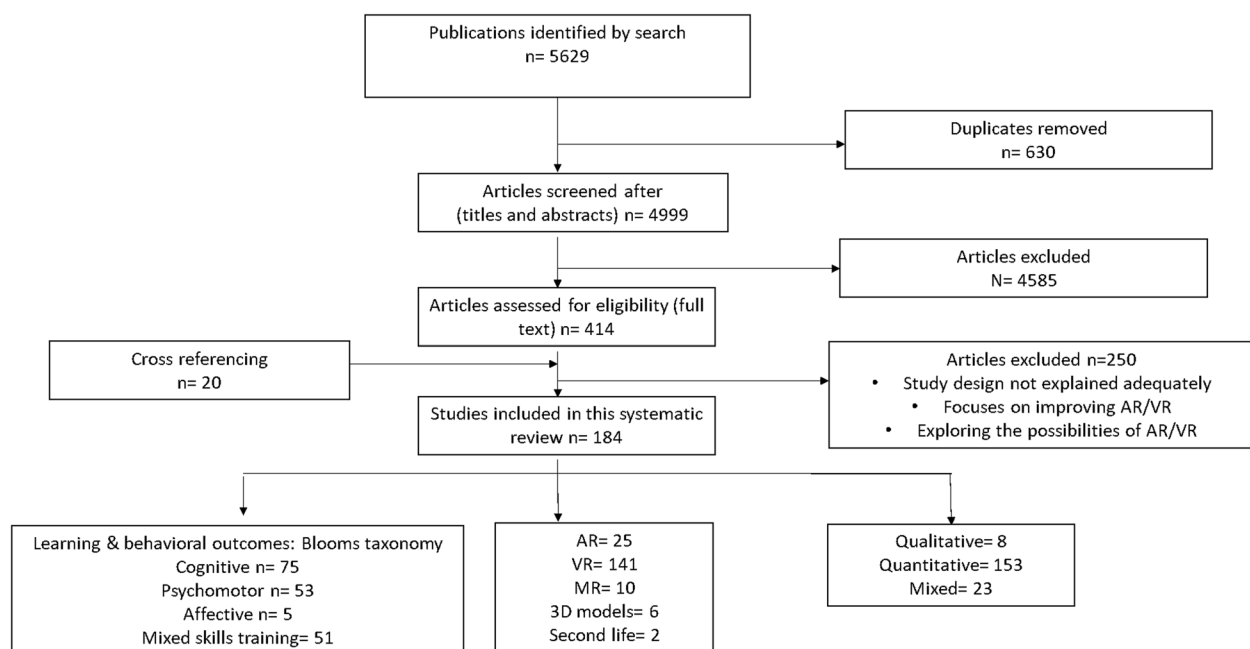 Publications identified by search
n= 5629
Duplicates removed
n= 630
Articles screened after
(titles and abstracts) n= 4999
Articles excluded
N= 4585
Articles assessed for eligibility (full
text) n= 414
Cross referencing
n= 20
Articles excluded n=250
• Study design not explained adequately
• Focuses on improving AR/VR
• Exploring the possibilities of AR/VR
Studies included in this systematic
review n= 184
Learning & behavioral outcomes: Blooms taxonomy
Cognitive n= 75
Psychomotor n= 53
Affective n= 5
Mixed skills training= 51
AR= 25
VR= 141
MR= 10
3D models= 6
Second life= 2
Qualitative= 8
Quantitative= 153
Mixed= 23